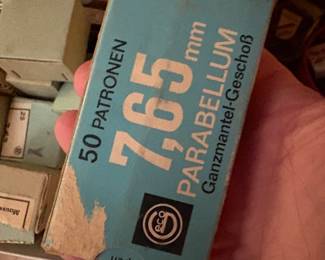 50 PATRONEN
7,65 mm
PARABELLUM
Ganzmantel-Geschoß
Geco